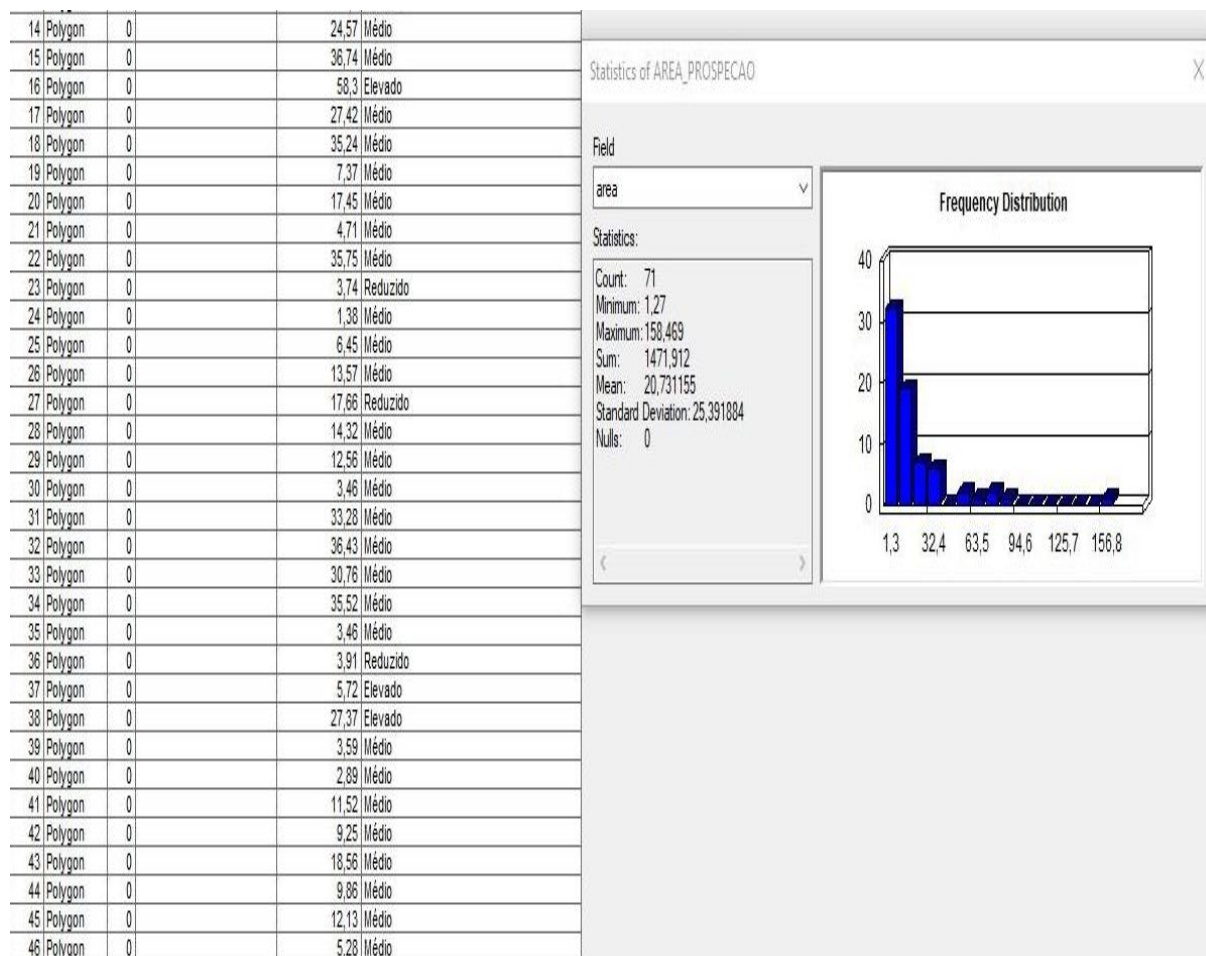 14 Polygon 0 24,57 Médio
15 Polygon 0 36,74 Médio
16 Polygon 0 58,3 Elevado
17 Polygon 0 27,42 Médio
18 Polygon 0 35,24 Médio
19 Polygon 0 7,37 Médio
20 Polygon 0 17,45 Médio
21 Polygon 0 4,71 Médio
22 Polygon 0 35,75 Médio
23 Polygon 0 3,74 Reduzido
24 Polygon 0 1,38 Médio
25 Polygon 0 6,45 Médio
26 Polygon 0 13,57 Médio
27 Polygon 0 17,66 Reduzido
28 Polygon 0 14,32 Médio
29 Polygon 0 12,56 Médio
30 Polygon 0 3,46 Médio
31 Polygon 0 33,28 Médio
32 Polygon 0 36,43 Médio
33 Polygon 0 30,76 Médio
34 Polygon 0 35,52 Médio
35 Polygon 0 3,46 Médio
36 Polygon 0 3,91 Reduzido
37 Polygon 0 5,72 Elevado
38 Polygon 0 27,37 Elevado
39 Polygon 0 3,59 Médio
40 Polygon 0 2,89 Médio
41 Polygon 0 11,52 Médio
42 Polygon 0 9,25 Médio
43 Polygon 0 18,56 Médio
44 Polygon 0 9,86 Médio
45 Polygon 0 12,13 Médio
46 Polygon 0 5,28 Médio
Statistics of AREA_PROSPECAO
Field
area
Statistics:
Count: 71
Minimum: 1,27
Maximum: 158,469
Sum: 1471,912
Mean: 20,731155
Standard Deviation: 25,391884
Nulls: 0
Frequency Distribution
40
30
20
10
0
1,3 32,4 63,5 94,6 125,7 156,8